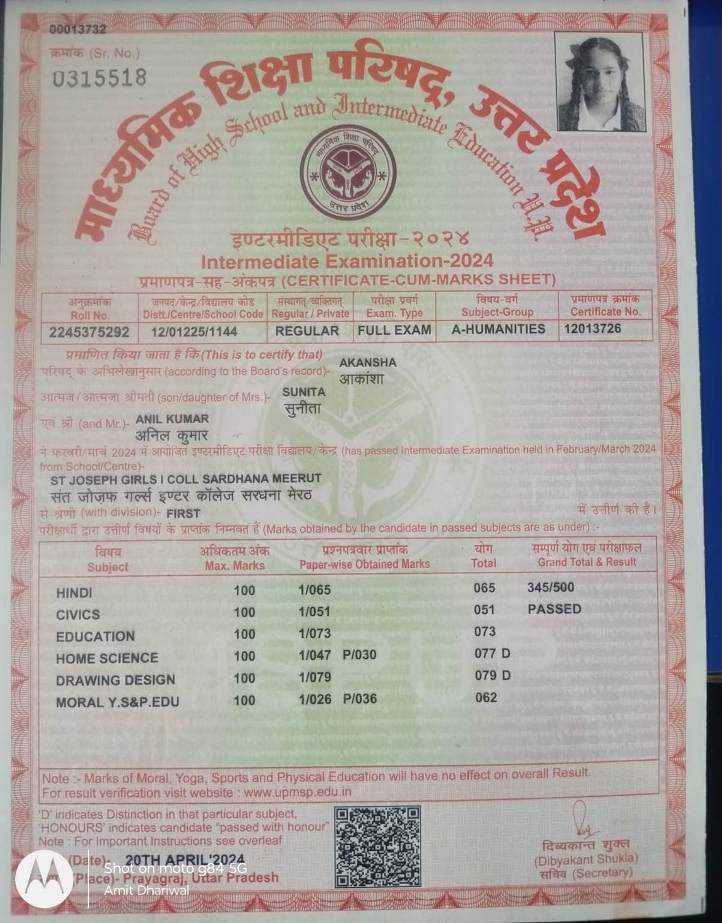 00013732
क्रमांक (Sr. No.)
0315518
माध्यमिक शिक्षा परिषद्, उत्तर प्रदेश
Board of High School and Intermediate Education U.P.
माध्यमिक शिक्षा परिषद
उत्तर प्रदेश
इण्टरमीडिएट परीक्षा-२०२४
Intermediate Examination-2024
प्रमाणपत्र-सह-अंकपत्र (CERTIFICATE-CUM-MARKS SHEET)
अनुक्रमांक जनपद/केन्द्र/विद्यालय कोड संस्थागत/व्यक्तिगत परीक्षा प्रवर्ग विषय-वर्ग प्रमाणपत्र क्रमांक
Roll No. Distt./Centre/School Code Regular / Private Exam. Type Subject-Group Certificate No.
2245375292 12/01225/1144 REGULAR FULL EXAM A-HUMANITIES 12013726
प्रमाणित किया जाता है कि (This is to certify that)
AKANSHA
परिषद् के अभिलेखानुसार (according to the Board's record)-
आकांशा
SUNITA
आत्मज/आत्मजा श्रीमती (son/daughter of Mrs.)-
सुनीता
एवं श्री (and Mr.)- ANIL KUMAR
अनिल कुमार
ने फरवरी/मार्च 2024 में आयोजित इण्टरमीडिएट परीक्षा विद्यालय/केन्द्र (has passed Intermediate Examination held in February/March 2024
from School/Centre)-
ST JOSEPH GIRLS I COLL SARDHANA MEERUT
संत जोज़फ गर्ल्स इण्टर कॉलेज सरधना मेरठ
से श्रेणी (with division)- FIRST में उत्तीर्ण की है।
परीक्षार्थी द्वारा उत्तीर्ण विषयों के प्राप्तांक निम्नवत हैं (Marks obtained by the candidate in passed subjects are as under) :-
विषय अधिकतम अंक प्रश्नपत्रवार प्राप्तांक योग सम्पूर्ण योग एवं परीक्षाफल
Subject Max. Marks Paper-wise Obtained Marks Total Grand Total & Result
HINDI 100 1/065 065 345/500
CIVICS 100 1/051 051 PASSED
EDUCATION 100 1/073 073
HOME SCIENCE 100 1/047 P/030 077 D
DRAWING DESIGN 100 1/079 079 D
MORAL Y.S&P.EDU 100 1/026 P/036 062
Note :- Marks of Moral, Yoga, Sports and Physical Education will have no effect on overall Result.
For result verification visit website : www.upmsp.edu.in
'D' indicates Distinction in that particular subject,
'HONOURS' indicates candidate "passed with honour"
Note : For Important Instructions see overleaf
(Date)- 20TH APRIL'2024
(Place)- Prayagraj, Uttar Pradesh
दिब्यकान्त शुक्ल
(Dibyakant Shukla)
सचिव (Secretary)
Shot on moto g84 5G
Amit Dhariwal